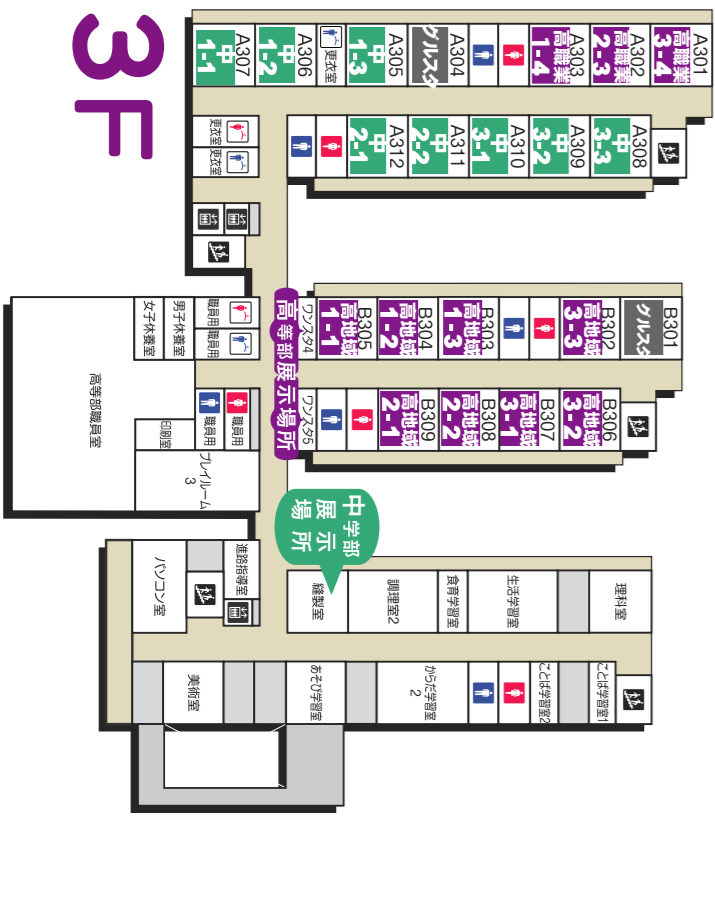 3F
A307
中
1-1
A306
中
1-2
更衣室
A305
中
1-3
A304
グルスタ
A303
高職業
1-4
A302
高職業
2-3
A301
高職業
3-4
更衣室
更衣室
A312
中
2-1
A311
中
2-2
A310
中
3-1
A309
中
3-2
A308
中
3-3
女子休養室
男子休養室
職員用
職員用
高等部展示場所
ワンスタ4
B305
高地域
1-1
B304
高地域
1-2
B303
高地域
1-3
B302
高地域
3-3
B301
グルスタ
高等部職員室
印刷室
職員用
職員用
プレイルーム
3
ワンスタ5
B309
高地域
2-1
B308
高地域
2-2
B307
高地域
3-1
B306
高地域
3-2
中学部
展示
場所
パソコン室
進路指導室
縫製室
調理室2
食育学習室
生活学習室
理科室
美術室
あそび学習室
からだ学習室
2
ことば学習室2
ことば学習室1